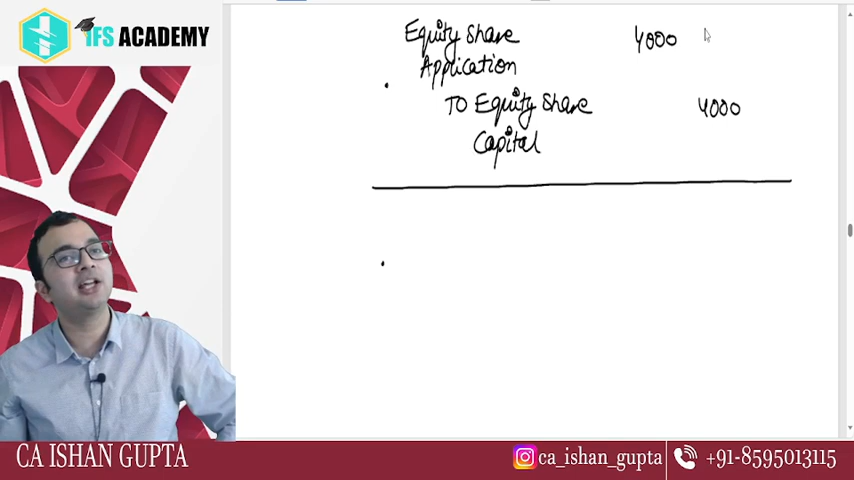 IFS ACADEMY
Equity Share 4000
Application
To Equity Share 4000
Capital
CA ISHAN GUPTA
ca_ishan_gupta
+91-8595013115